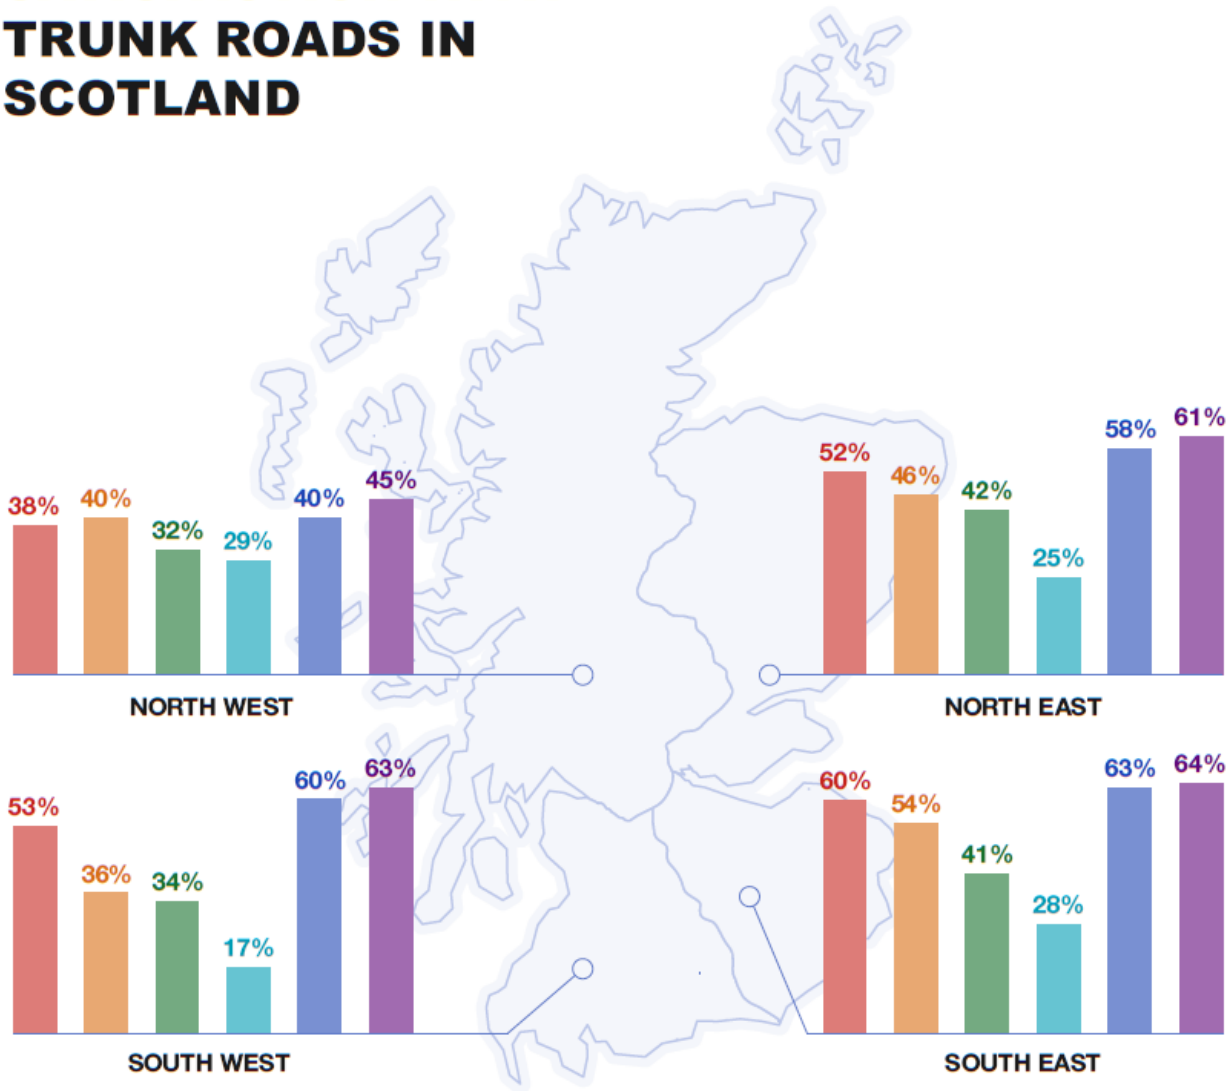 TRUNK ROADS IN
SCOTLAND
38% 40% 32% 29% 40% 45%
NORTH WEST
52% 46% 42% 25% 58% 61%
NORTH EAST
53% 36% 34% 17% 60% 63%
SOUTH WEST
60% 54% 41% 28% 63% 64%
SOUTH EAST